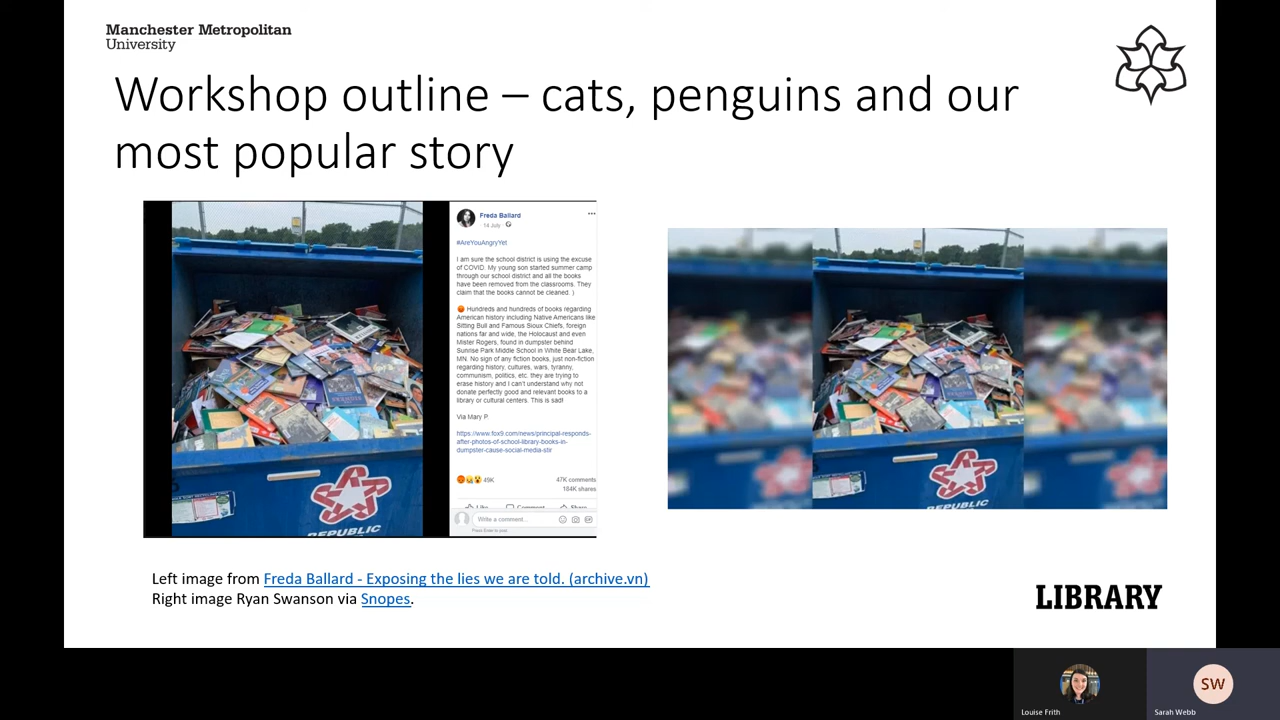 Manchester Metropolitan
University
Workshop outline – cats, penguins and our
most popular story
Freda Ballard
14 July
#AreYouAngryYet
I am sure the school district is using the excuse
of COVID. My young son started summer camp
through our school district and all the books
have been removed from the classrooms. They
claim that the books cannot be cleaned. )
Hundreds and hundreds of books regarding
American history including Native Americans like
Sitting Bull and Famous Sioux Chiefs, foreign
nations far and wide, the Holocaust and even
Mister Rogers, found in dumpster behind
Sunrise Park Middle School in White Bear Lake,
MN. No sign of any fiction books, just non-fiction
regarding history, cultures, wars, tyranny,
communism, politics, etc. they are trying to
erase history and I can't understand why not
donate perfectly good and relevant books to a
library or cultural centers. This is sad!
Via Mary P.
https://www.fox9.com/news/principal-responds-
after-photos-of-school-library-books-in-
dumpster-cause-social-media-stir
49K
47K comments
184K shares
Like Comment Share
Write a comment...
GIF
Press Enter to post.
REPUBLIC
REPUBLIC
Left image from Freda Ballard - Exposing the lies we are told. (archive.vn)
Right image Ryan Swanson via Snopes.
LIBRARY
SW
Louise Frith
Sarah Webb